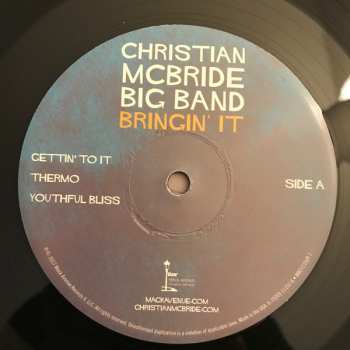 CHRISTIAN
MCBRIDE
BIG BAND
BRINGIN' IT
GETTIN' TO IT
THERMO
YOUTHFUL BLISS
SIDE A
MACKAVENUE.COM
CHRISTIANMCBRIDE.COM